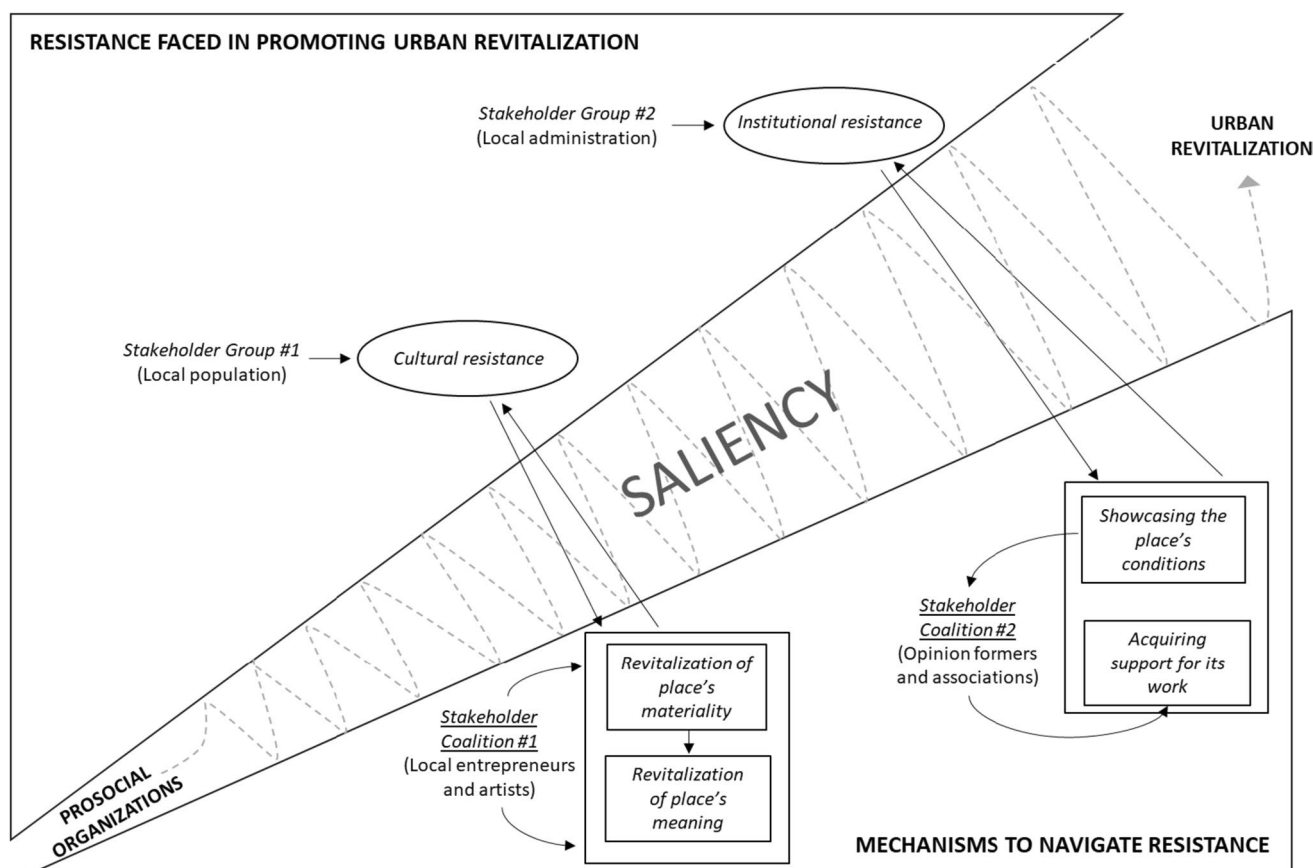 RESISTANCE FACED IN PROMOTING URBAN REVITALIZATION
Stakeholder Group #2
(Local administration)
Institutional resistance
URBAN
REVITALIZATION
Stakeholder Group #1
(Local population)
Cultural resistance
SALIENCY
Showcasing the
place's
conditions
Stakeholder
Coalition #2
(Opinion formers
and associations)
Acquiring
support for its
work
Revitalization of
place's
materiality
Stakeholder
Coalition #1
(Local entrepreneurs
and artists)
Revitalization
of place's
meaning
PROSOCIAL
ORGANIZATIONS
MECHANISMS TO NAVIGATE RESISTANCE